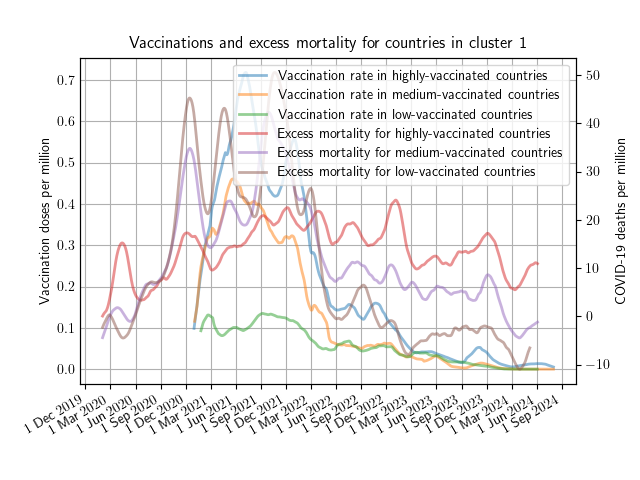 Vaccinations and excess mortality for countries in cluster 1
Vaccination rate in highly-vaccinated countries
Vaccination rate in medium-vaccinated countries
Vaccination rate in low-vaccinated countries
Excess mortality for highly-vaccinated countries
Excess mortality for medium-vaccinated countries
Excess mortality for low-vaccinated countries
Vaccination doses per million
0.7
0.6
0.5
0.4
0.3
0.2
0.1
0.0
COVID-19 deaths per million
50
40
30
20
10
0
−10
1 Dec 2019
1 Mar 2020
1 Jun 2020
1 Sep 2020
1 Dec 2020
1 Mar 2021
1 Jun 2021
1 Sep 2021
1 Dec 2021
1 Mar 2022
1 Jun 2022
1 Sep 2022
1 Dec 2022
1 Mar 2023
1 Jun 2023
1 Sep 2023
1 Dec 2023
1 Mar 2024
1 Jun 2024
1 Sep 2024